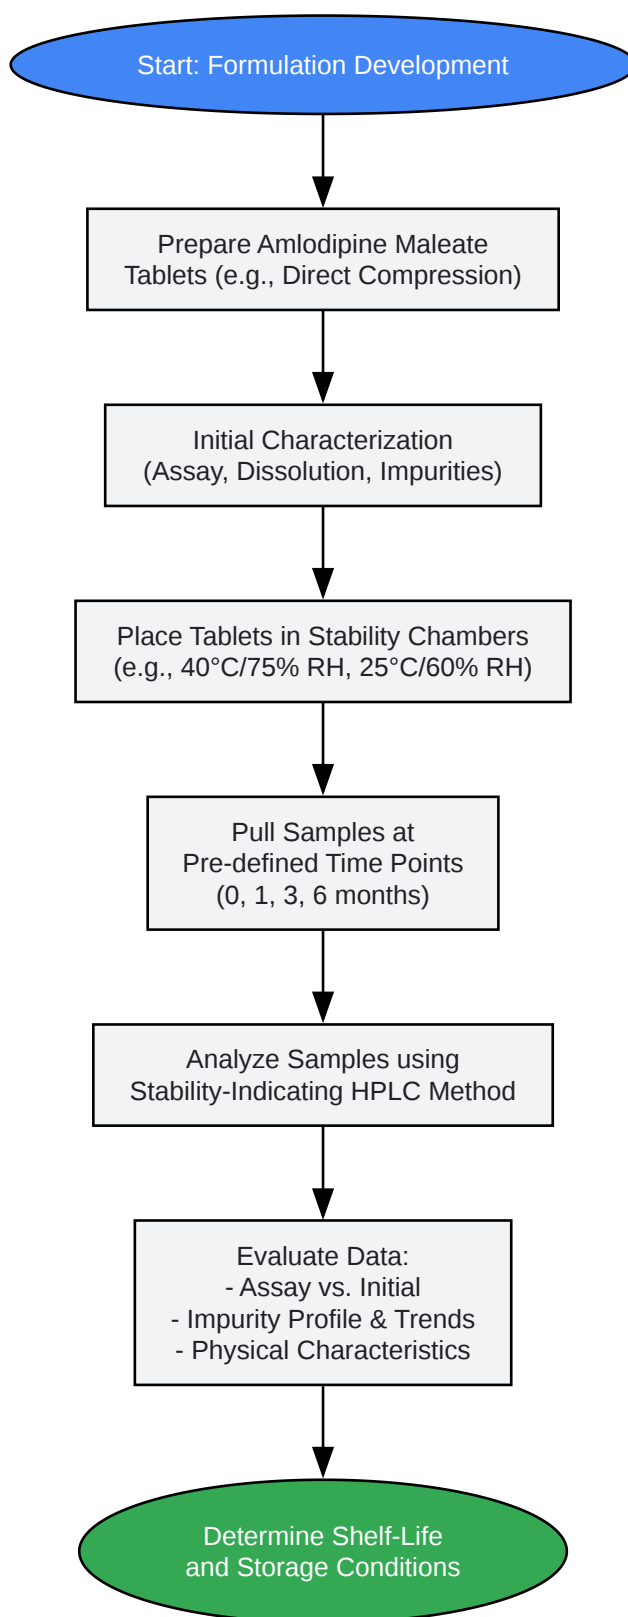 Start: Formulation Development
Prepare Amlodipine Maleate
Tablets (e.g., Direct Compression)
Initial Characterization
(Assay, Dissolution, Impurities)
Place Tablets in Stability Chambers
(e.g., 40°C/75% RH, 25°C/60% RH)
Pull Samples at
Pre-defined Time Points
(0, 1, 3, 6 months)
Analyze Samples using
Stability-Indicating HPLC Method
Evaluate Data:
- Assay vs. Initial
- Impurity Profile & Trends
- Physical Characteristics
Determine Shelf-Life
and Storage Conditions